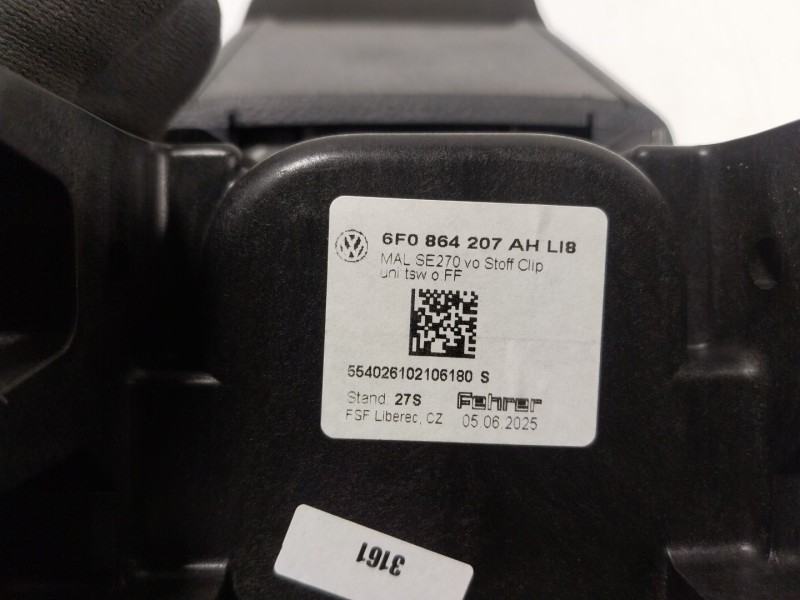 6F0 864 207 AH LI8
MAL SE270 vo Stoff Clip
uni tsw o.FF
554026102106180 S
Stand: 27S Fehrer
FSF Liberec, CZ 05.06.2025
3161